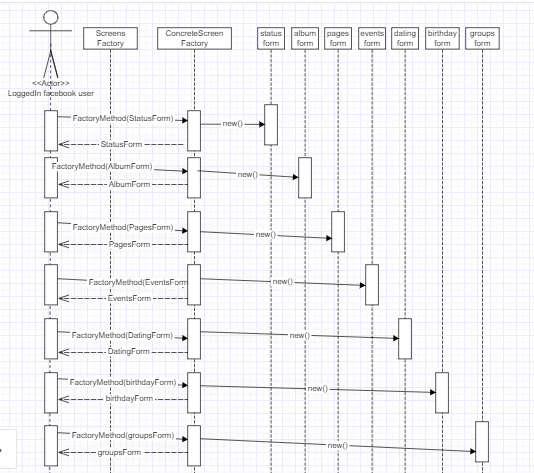 Screens
Factory
ConcreteScreen
Factory
status
form
album
form
pages
form
events
form
dating
form
birthday
form
groups
form
<<Actor>>
LoggedIn facebook user
FactoryMethod(StatusForm)
new()
StatusForm
FactoryMethod(AlbumForm)
new()
AlbumForm
FactoryMethod(PagesForm)
new()
PagesForm
FactoryMethod(EventsForm
new()
EventsForm
FactoryMethod(DatingForm)
new()
DatingForm
FactoryMethod(birthdayForm)
new()
birthdayForm
FactoryMethod(groupsForm)
new()
groupsForm